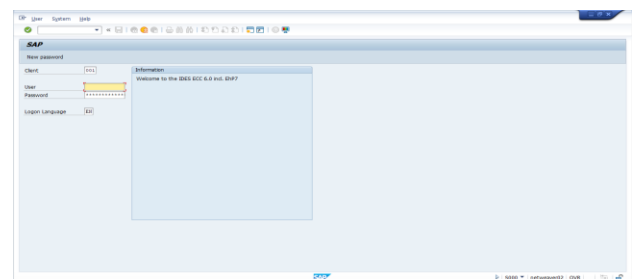 User System Help
SAP
New password
Client
Information
Welcome to the IDES ECC 6.0 incl. EhP7
User
Password ************
Logon Language EN
SAP
OVR